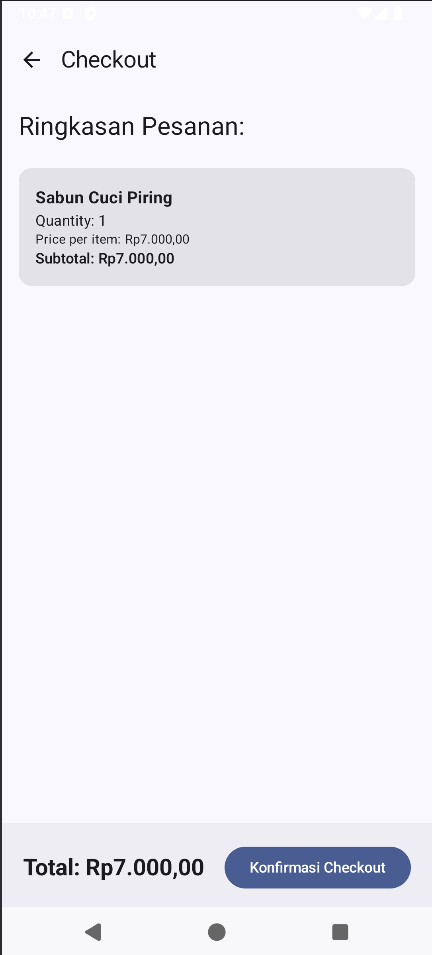 Checkout
Ringkasan Pesanan:
Sabun Cuci Piring
Quantity: 1
Price per item: Rp7.000,00
Subtotal: Rp7.000,00
Total: Rp7.000,00
Konfirmasi Checkout